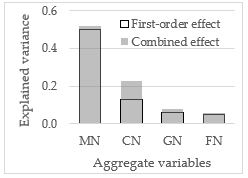 Explained variance
0.6
0.4
0.2
0.0
First-order effect
Combined effect
MN CN GN FN
Aggregate variables